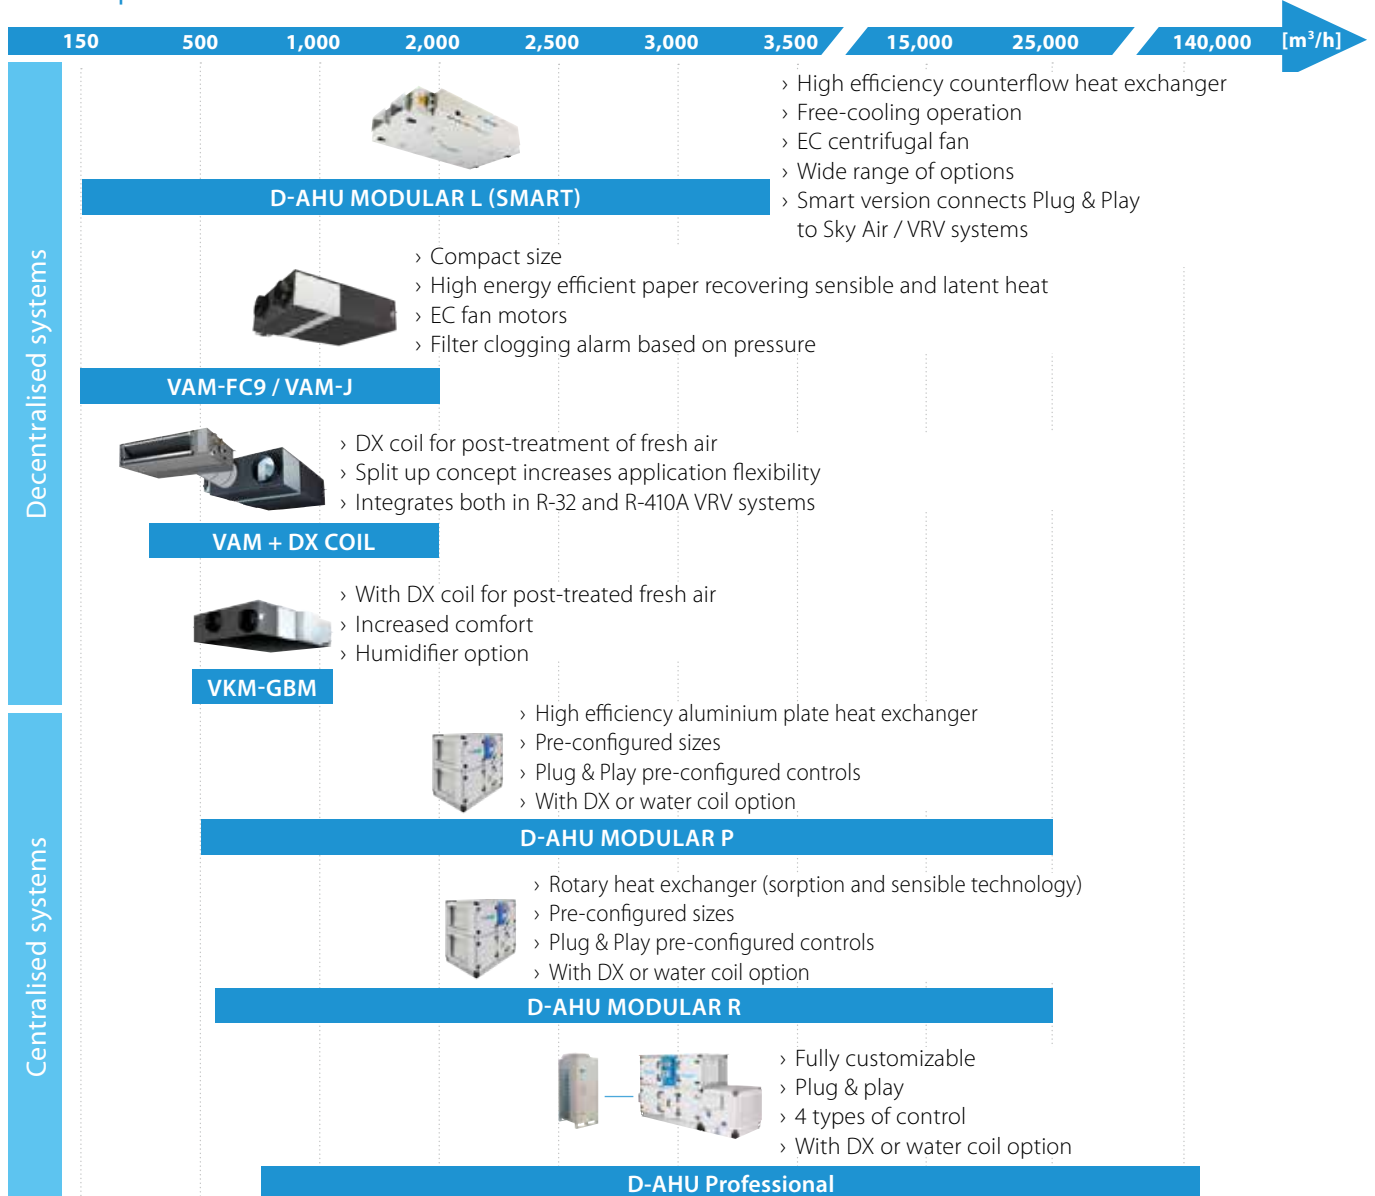 150 500 1,000 2,000 2,500 3,000 3,500 15,000 25,000 140,000 [m³/h]
Decentralised systems
› High efficiency counterflow heat exchanger
› Free-cooling operation
› EC centrifugal fan
› Wide range of options
› Smart version connects Plug & Play
to Sky Air / VRV systems
D-AHU MODULAR L (SMART)
› Compact size
› High energy efficient paper recovering sensible and latent heat
› EC fan motors
› Filter clogging alarm based on pressure
VAM-FC9 / VAM-J
› DX coil for post-treatment of fresh air
› Split up concept increases application flexibility
› Integrates both in R-32 and R-410A VRV systems
VAM + DX COIL
› With DX coil for post-treated fresh air
› Increased comfort
› Humidifier option
VKM-GBM
Centralised systems
› High efficiency aluminium plate heat exchanger
› Pre-configured sizes
› Plug & Play pre-configured controls
› With DX or water coil option
D-AHU MODULAR P
› Rotary heat exchanger (sorption and sensible technology)
› Pre-configured sizes
› Plug & Play pre-configured controls
› With DX or water coil option
D-AHU MODULAR R
› Fully customizable
› Plug & play
› 4 types of control
› With DX or water coil option
D-AHU Professional